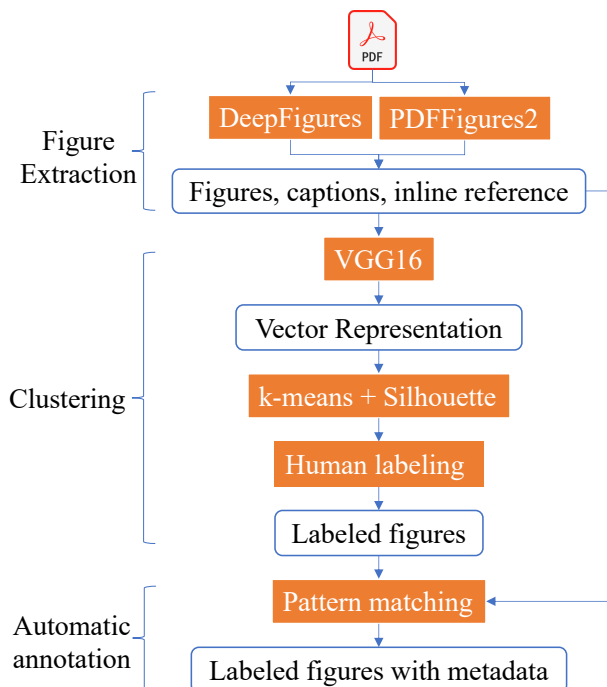 PDF
DeepFigures
PDFFigures2
Figure
Extraction
Figures, captions, inline reference
VGG16
Vector Representation
Clustering
k-means + Silhouette
Human labeling
Labeled figures
Pattern matching
Automatic
annotation
Labeled figures with metadata